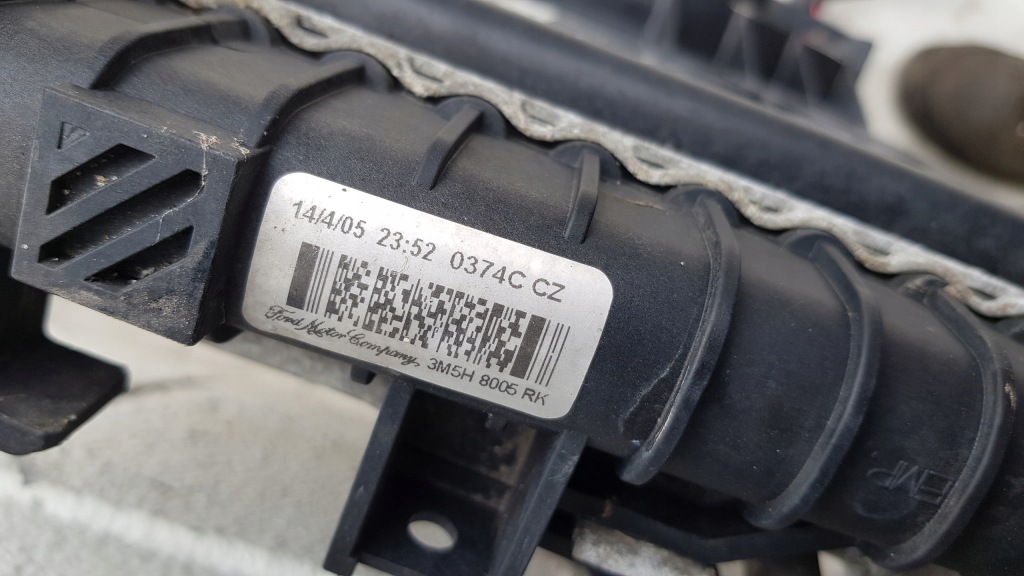 14/4/05 23:52 0374C CZ
Ford Motor Company, 3M5H 8005 RK